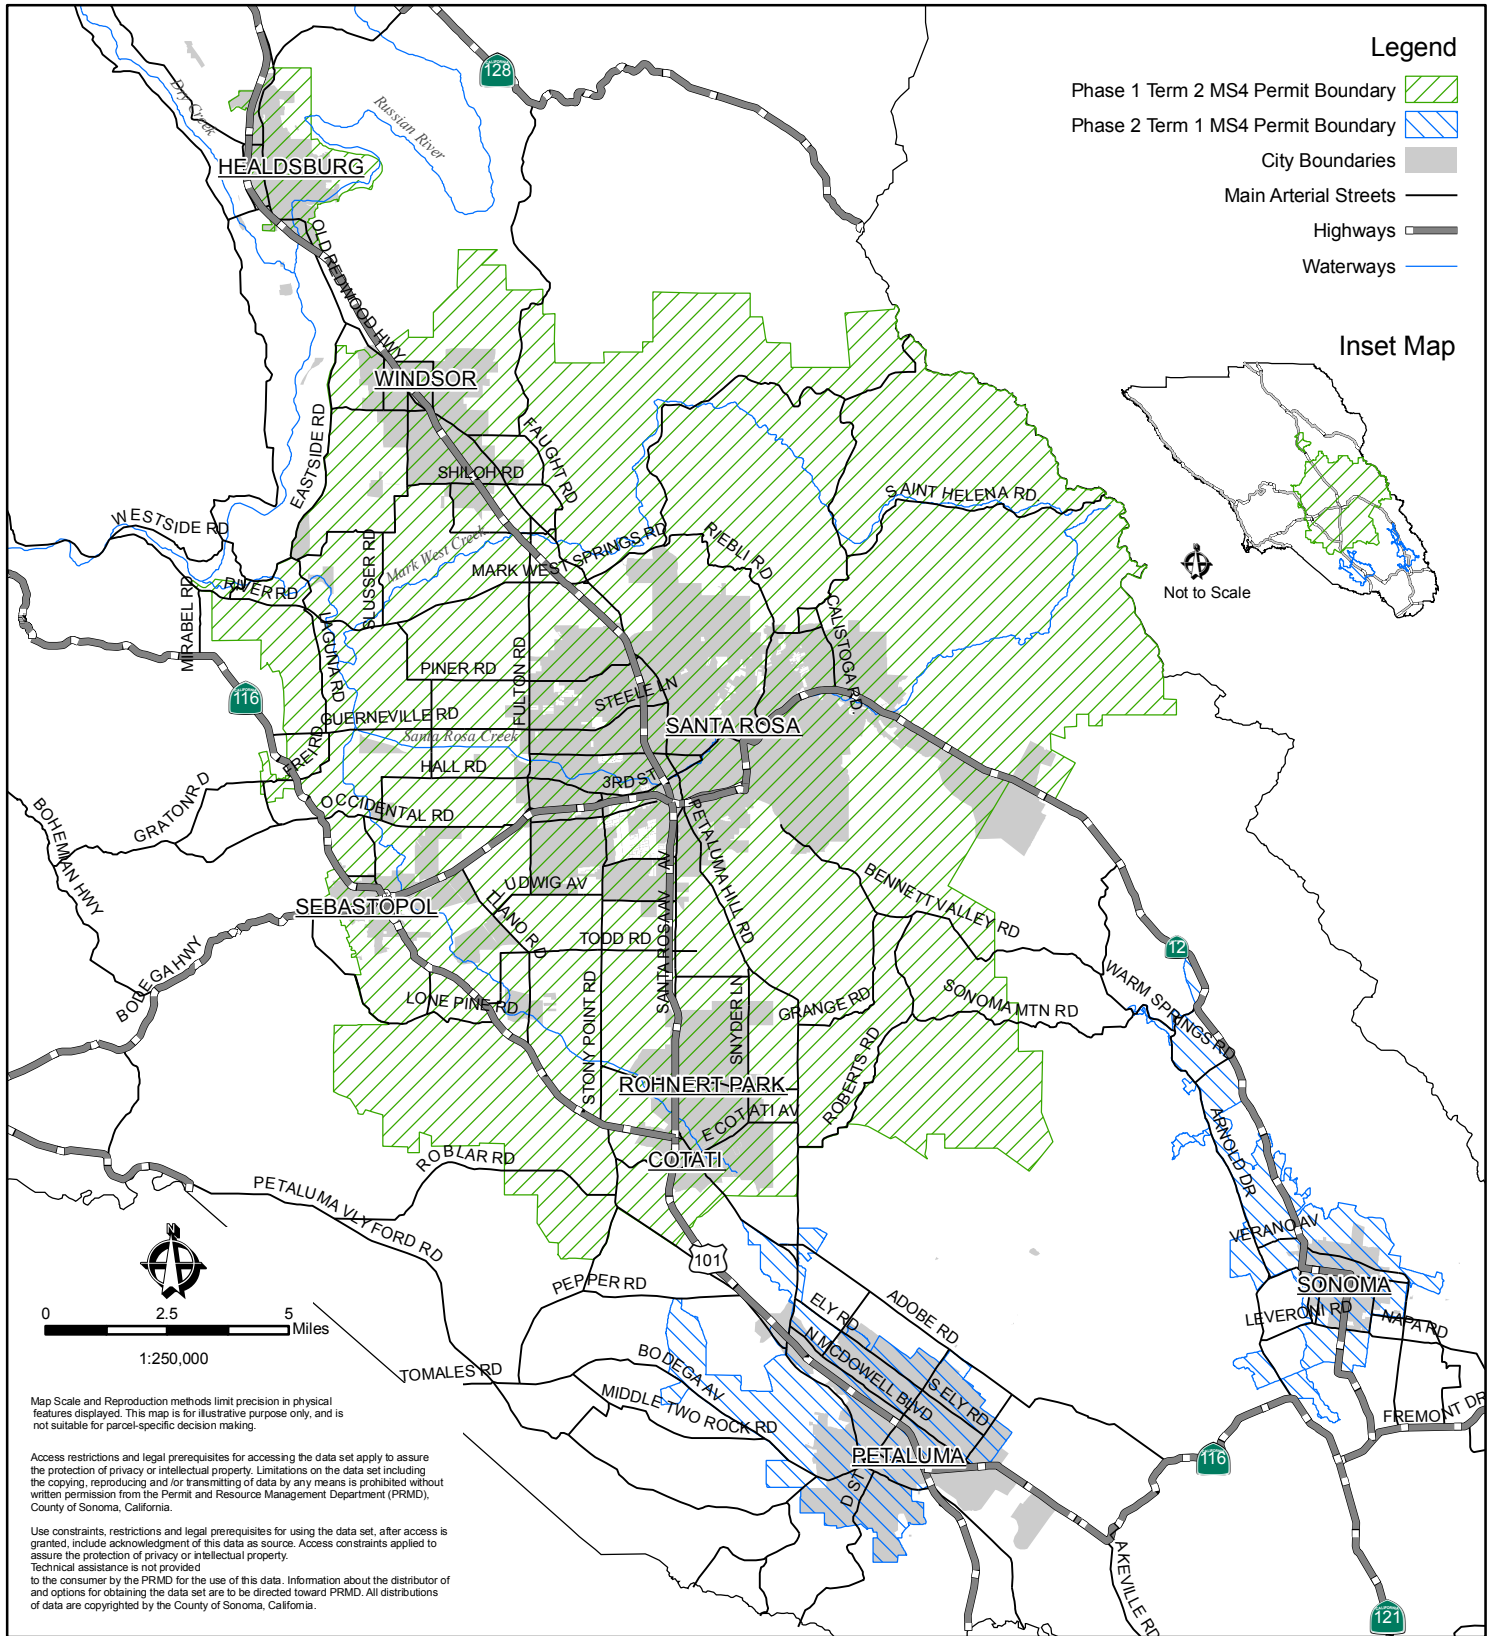 Legend
Phase 1 Term 2 MS4 Permit Boundary
Phase 2 Term 1 MS4 Permit Boundary
City Boundaries
Main Arterial Streets
Highways
Waterways
Inset Map
Not to Scale
128
Dry Creek
Russian River
HEALDSBURG
OLD REDWOOD HWY
WINDSOR
EASTSIDE RD
FAUGHT RD
SHILOH RD
SAINT HELENA RD
WESTSIDE RD
Mark West Creek
MARK WEST SPRINGS RD
RIEBLI RD
RIVER RD
SLUSSER RD
MIRABEL RD
LAGUNA RD
CALISTOGA RD.
PINER RD
FULTON RD
STEELE LN
116
GUERNEVILLE RD
Santa Rosa Creek
SANTA ROSA
FREI RD
HALL RD
3RD ST
GRATON RD
OCCIDENTAL RD
BOHEMIAN HWY
PETALUMA HILL RD
UDWIG AV
LLANO RD
SEBASTOPOL
BENNETT VALLEY RD
TODD RD
SANTA ROSA AV
AV
12
BODEGA HWY
WARM SPRINGS RD
LONE PINE RD
STONY POINT RD
SNYDER LN
GRANGE RD
SONOMA MTN RD
ROBERTS RD
ROHNERT PARK
E COTATI AV
COTATI
ARNOLD DR
ROBLAR RD
PETALUMA VLY FORD RD
VERANO AV
N
101
PEPPER RD
SONOMA
LEVERONI RD
NAPA RD
ELY RD
ADOBE RD
N MCDOWELL BLVD
S ELY RD
0 2.5 5
Miles
1:250,000
TOMALES RD
BODEGA AV
MIDDLE TWO ROCK RD
FREMONT DR
PETALUMA
D ST
116
AKEVILLE RD
121
Map Scale and Reproduction methods limit precision in physical
features displayed. This map is for illustrative purpose only, and is
not suitable for parcel-specific decision making.
Access restrictions and legal prerequisites for accessing the data set apply to assure
the protection of privacy or intellectual property. Limitations on the data set including
the copying, reproducing and /or transmitting of data by any means is prohibited without
written permission from the Permit and Resource Management Department (PRMD),
County of Sonoma, California.
Use constraints, restrictions and legal prerequisites for using the data set, after access is
granted, include acknowledgment of this data as source. Access constraints applied to
assure the protection of privacy or intellectual property.
Technical assistance is not provided
to the consumer by the PRMD for the use of this data. Information about the distributor of
and options for obtaining the data set are to be directed toward PRMD. All distributions
of data are copyrighted by the County of Sonoma, California.